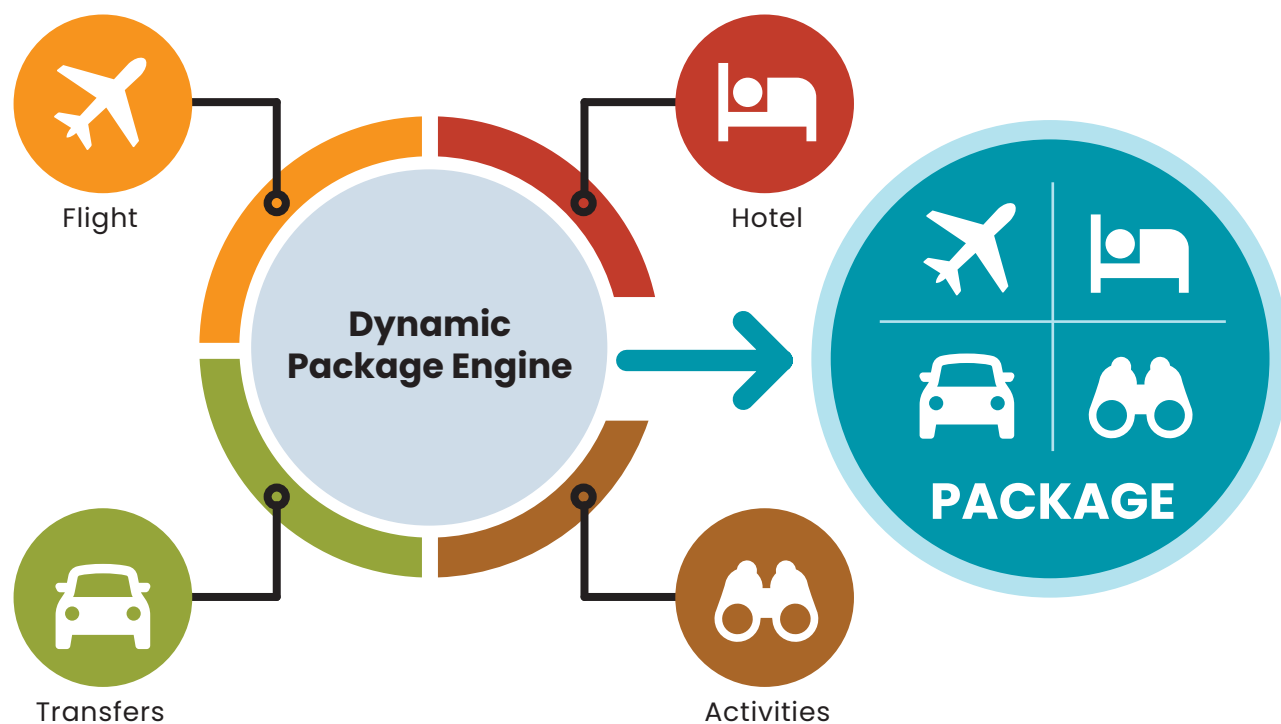 Flight
Hotel
Dynamic
Package Engine
PACKAGE
Transfers
Activities